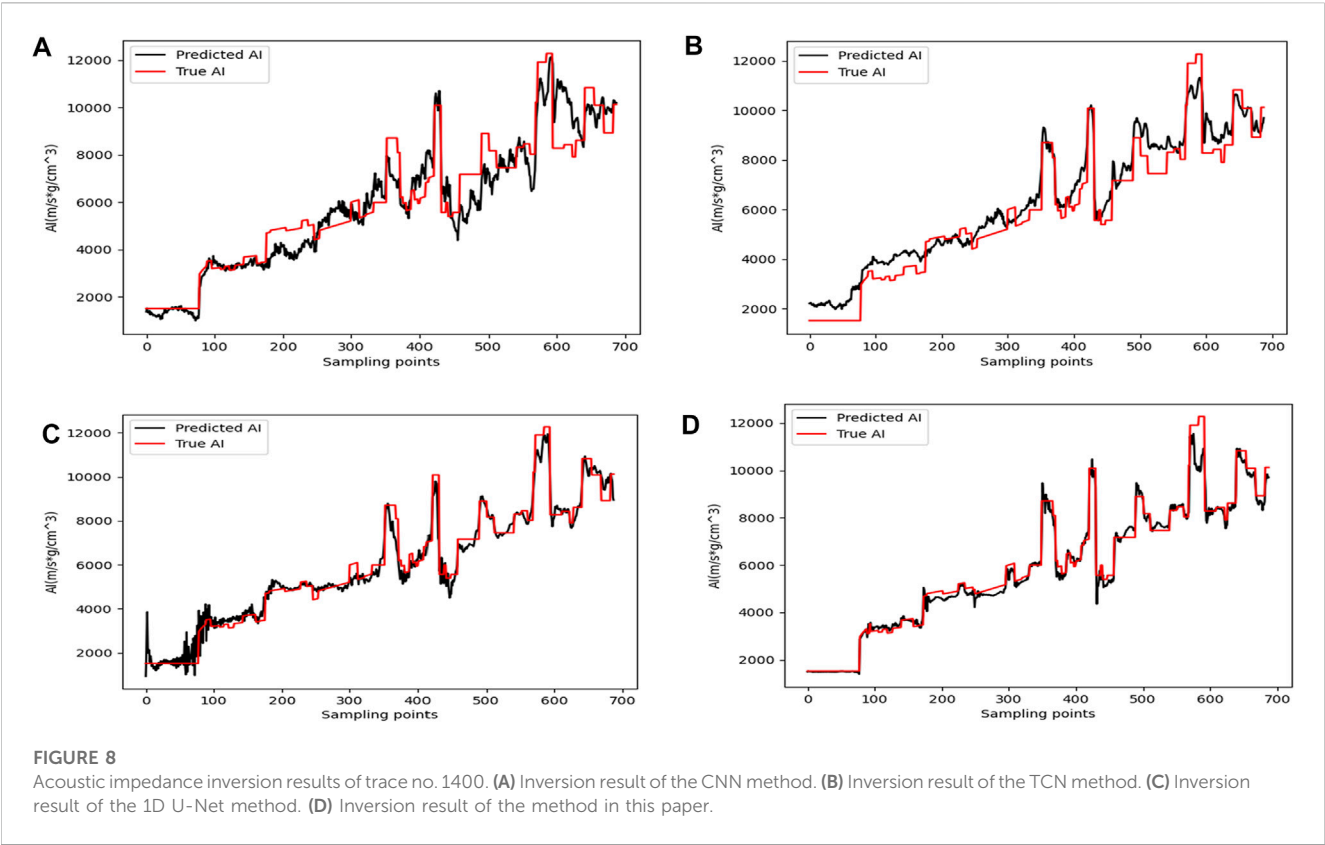 A
Predicted AI
True AI
12000
10000
8000
6000
4000
2000
AI(m/s*g/cm^3)
0 100 200 300 400 500 600 700
Sampling points
B
Predicted AI
True AI
12000
10000
8000
6000
4000
2000
AI(m/s*g/cm^3)
0 100 200 300 400 500 600 700
Sampling points
C
Predicted AI
True AI
12000
10000
8000
6000
4000
2000
AI(m/s*g/cm^3)
0 100 200 300 400 500 600 700
Sampling points
D
Predicted AI
True AI
12000
10000
8000
6000
4000
2000
AI(m/s*g/cm^3)
0 100 200 300 400 500 600 700
Sampling points
FIGURE 8
Acoustic impedance inversion results of trace no. 1400. (A) Inversion result of the CNN method. (B) Inversion result of the TCN method. (C) Inversion
result of the 1D U-Net method. (D) Inversion result of the method in this paper.